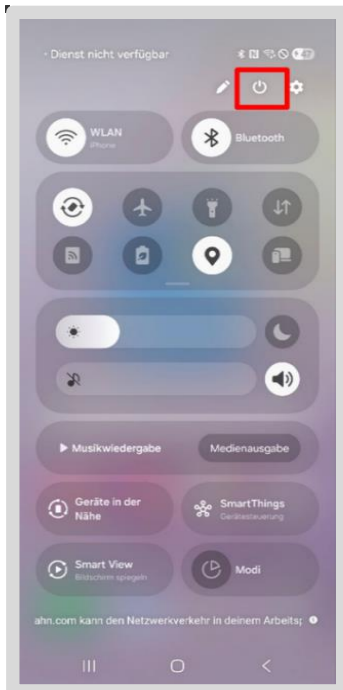 · Dienst nicht verfügbar
WLAN
iPhone
Bluetooth
Musikwiedergabe
Medienausgabe
Geräte in der
Nähe
SmartThings
Gerätesteuerung
Smart View
Bildschirm spiegeln
Modi
ahn.com kann den Netzwerkverkehr in deinem Arbeitsp